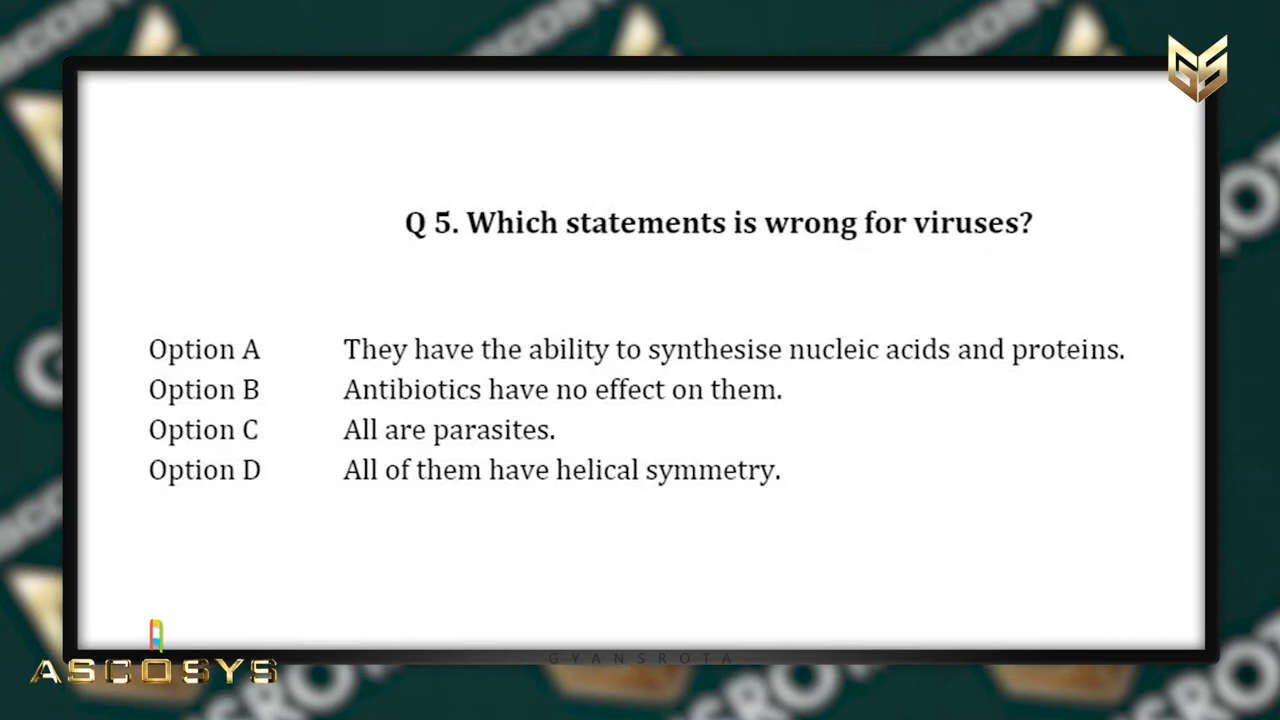 GS
Q 5. Which statements is wrong for viruses?
Option A They have the ability to synthesise nucleic acids and proteins.
Option B Antibiotics have no effect on them.
Option C All are parasites.
Option D All of them have helical symmetry.
GYANSROTA
ASCOSYS